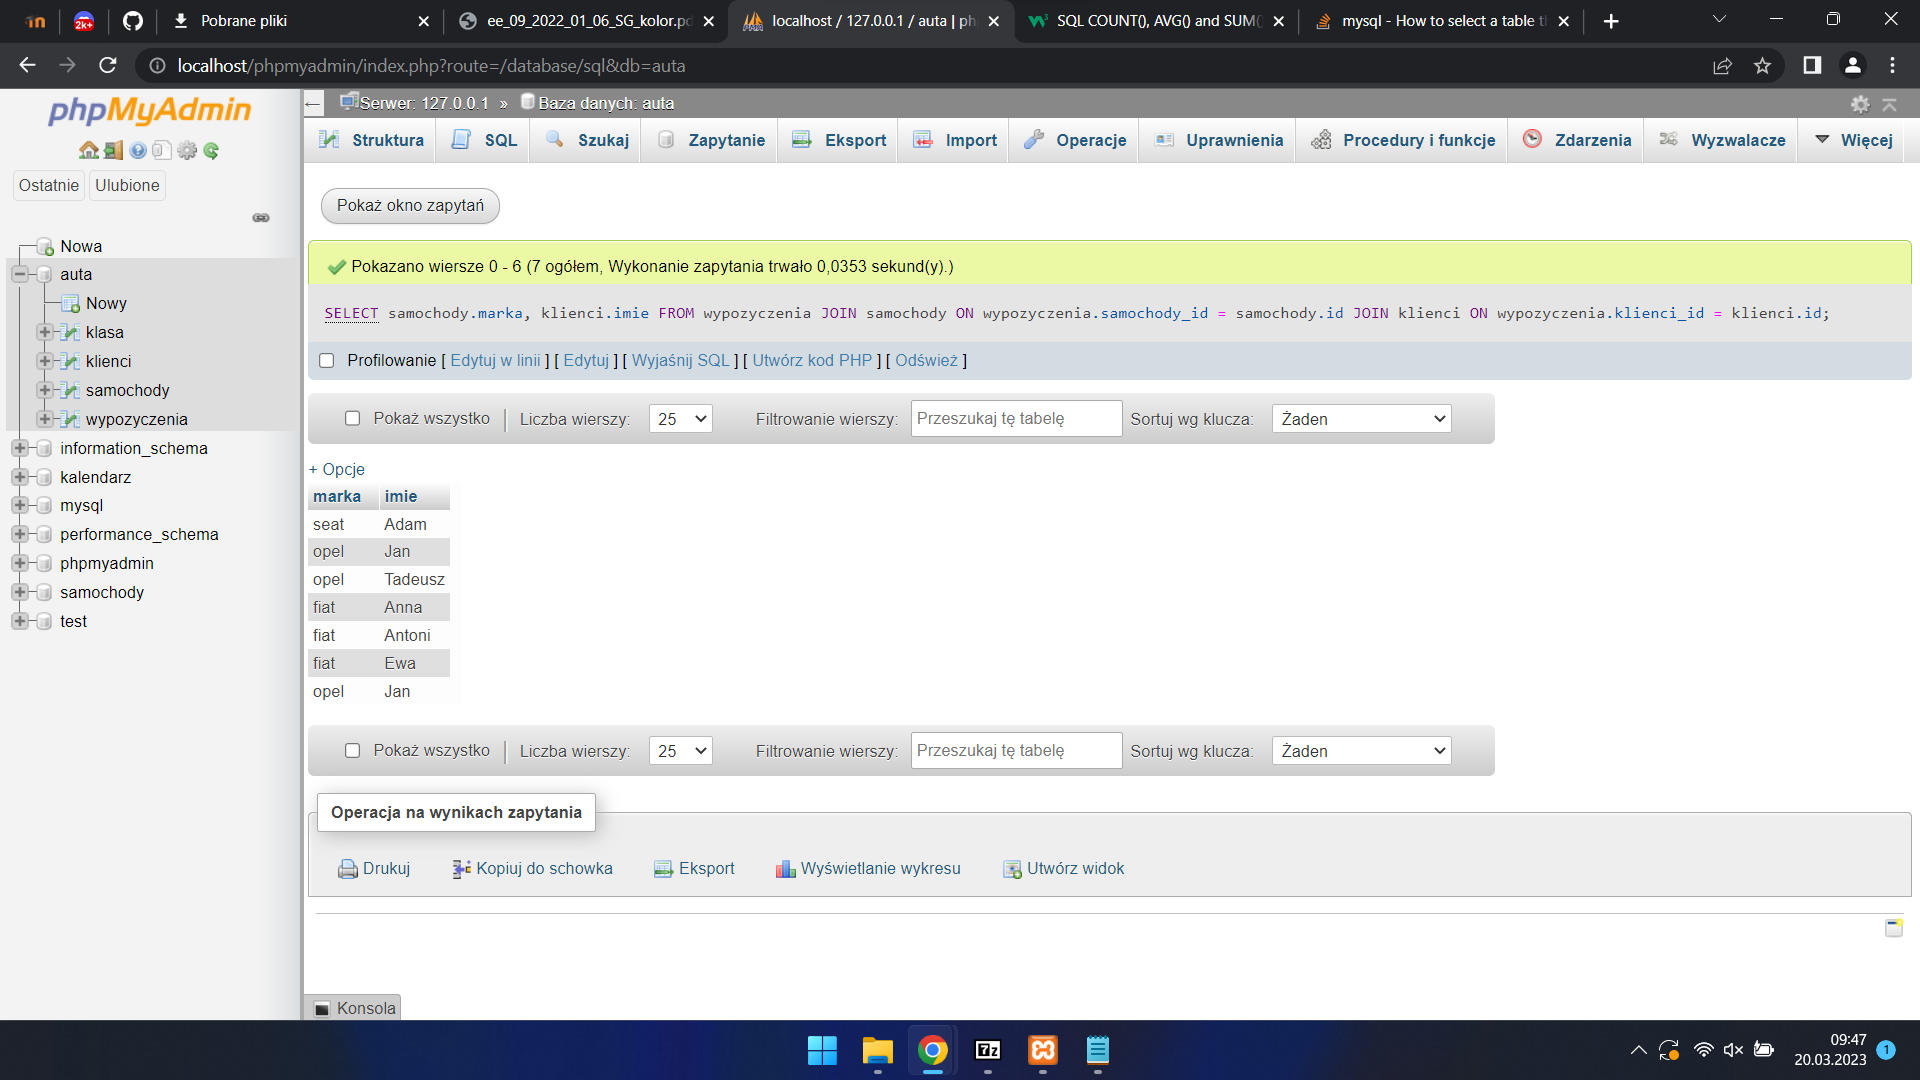 Pobrane pliki
ee_09_2022_01_06_SG_kolor.pd
localhost / 127.0.0.1 / auta | ph
SQL COUNT(), AVG() and SUM()
mysql - How to select a table th
2k+
localhost/phpmyadmin/index.php?route=/database/sql&db=auta
phpMyAdmin
Ostatnie
Ulubione
Nowa
auta
Nowy
klasa
klienci
samochody
wypozyczenia
information_schema
kalendarz
mysql
performance_schema
phpmyadmin
samochody
test
Serwer: 127.0.0.1 » Baza danych: auta
Struktura
SQL
Szukaj
Zapytanie
Eksport
Import
Operacje
Uprawnienia
Procedury i funkcje
Zdarzenia
Wyzwalacze
Więcej
Pokaż okno zapytań
Pokazano wiersze 0 - 6 (7 ogółem, Wykonanie zapytania trwało 0,0353 sekund(y).)
SELECT samochody.marka, klienci.imie FROM wypozyczenia JOIN samochody ON wypozyczenia.samochody_id = samochody.id JOIN klienci ON wypozyczenia.klienci_id = klienci.id;
Profilowanie [ Edytuj w linii ] [ Edytuj ] [ Wyjaśnij SQL ] [ Utwórz kod PHP ] [ Odśwież ]
Pokaż wszystko
Liczba wierszy: 25
Filtrowanie wierszy: Przeszukaj tę tabelę
Sortuj wg klucza: Żaden
+ Opcje
marka imie
seat Adam
opel Jan
opel Tadeusz
fiat Anna
fiat Antoni
fiat Ewa
opel Jan
Pokaż wszystko
Liczba wierszy: 25
Filtrowanie wierszy: Przeszukaj tę tabelę
Sortuj wg klucza: Żaden
Operacja na wynikach zapytania
Drukuj
Kopiuj do schowka
Eksport
Wyświetlanie wykresu
Utwórz widok
Konsola
7z
09:47
20.03.2023
1